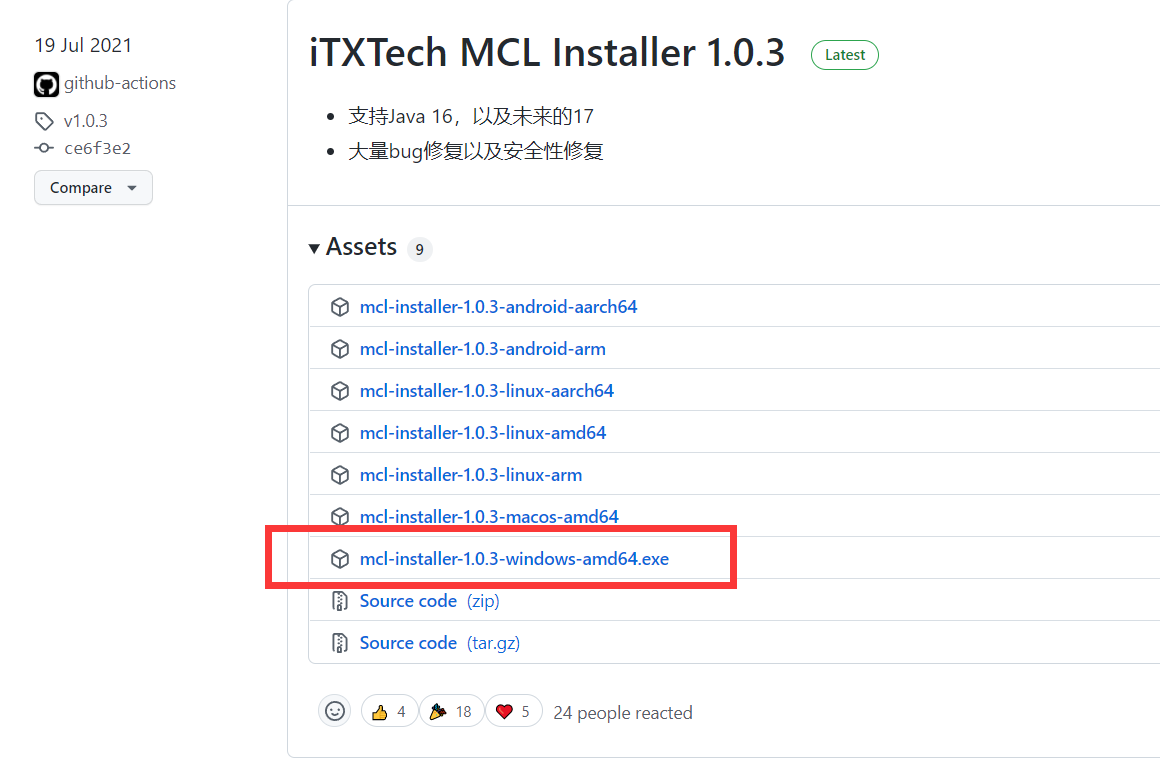 19 Jul 2021
github-actions
v1.0.3
ce6f3e2
Compare
iTXTech MCL Installer 1.0.3 Latest
支持Java 16，以及未来的17
大量bug修复以及安全性修复
Assets 9
mcl-installer-1.0.3-android-aarch64
mcl-installer-1.0.3-android-arm
mcl-installer-1.0.3-linux-aarch64
mcl-installer-1.0.3-linux-amd64
mcl-installer-1.0.3-linux-arm
mcl-installer-1.0.3-macos-amd64
mcl-installer-1.0.3-windows-amd64.exe
Source code (zip)
Source code (tar.gz)
4 18 5 24 people reacted